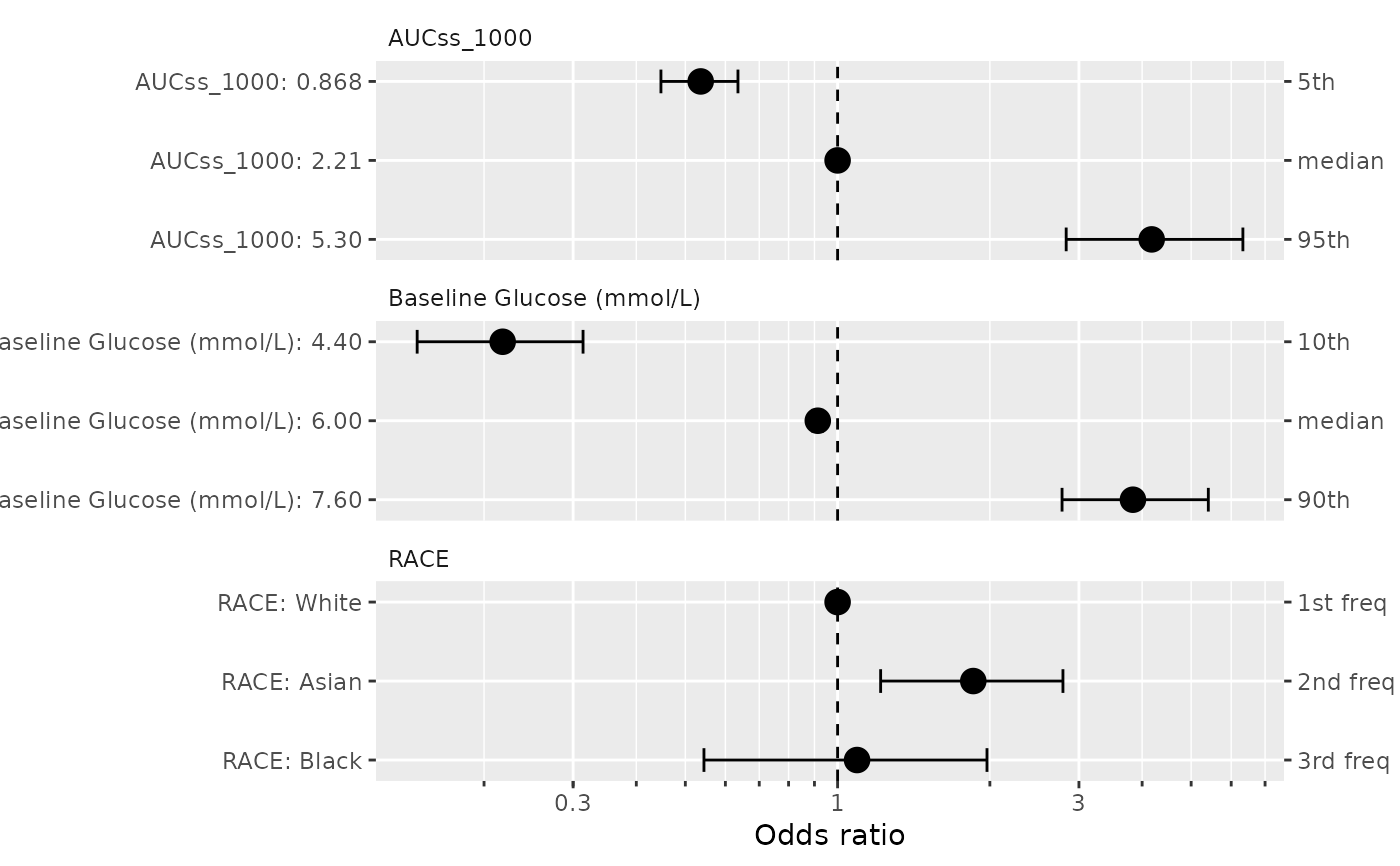 AUCss_1000
AUCss_1000: 0.868 5th
AUCss_1000: 2.21 median
AUCss_1000: 5.30 95th
Baseline Glucose (mmol/L)
aseline Glucose (mmol/L): 4.40 10th
aseline Glucose (mmol/L): 6.00 median
aseline Glucose (mmol/L): 7.60 90th
RACE
RACE: White 1st freq
RACE: Asian 2nd freq
RACE: Black 3rd freq
0.3 1 3
Odds ratio